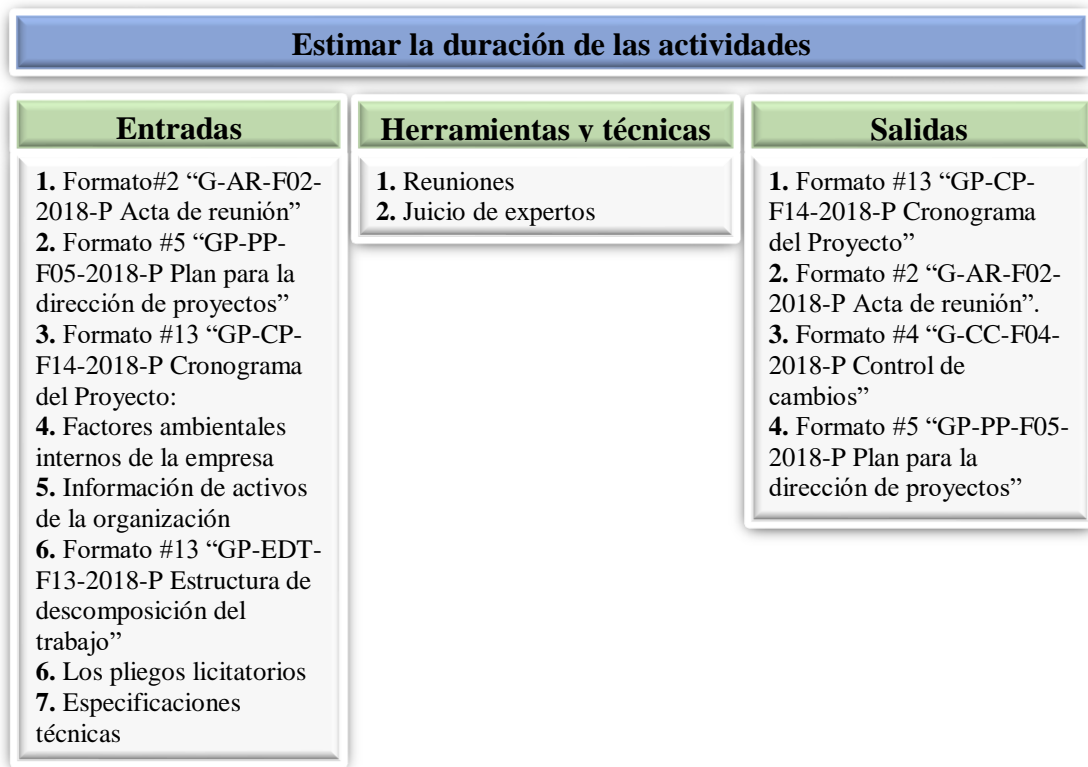 Estimar la duración de las actividades
Entradas
1. Formato#2 “G-AR-F02-
2018-P Acta de reunión”
2. Formato #5 “GP-PP-
F05-2018-P Plan para la
dirección de proyectos”
3. Formato #13 “GP-CP-
F14-2018-P Cronograma
del Proyecto:
4. Factores ambientales
internos de la empresa
5. Información de activos
de la organización
6. Formato #13 “GP-EDT-
F13-2018-P Estructura de
descomposición del
trabajo”
6. Los pliegos licitatorios
7. Especificaciones
técnicas
Herramientas y técnicas
1. Reuniones
2. Juicio de expertos
Salidas
1. Formato #13 “GP-CP-
F14-2018-P Cronograma
del Proyecto”
2. Formato #2 “G-AR-F02-
2018-P Acta de reunión”.
3. Formato #4 “G-CC-F04-
2018-P Control de
cambios”
4. Formato #5 “GP-PP-F05-
2018-P Plan para la
dirección de proyectos”